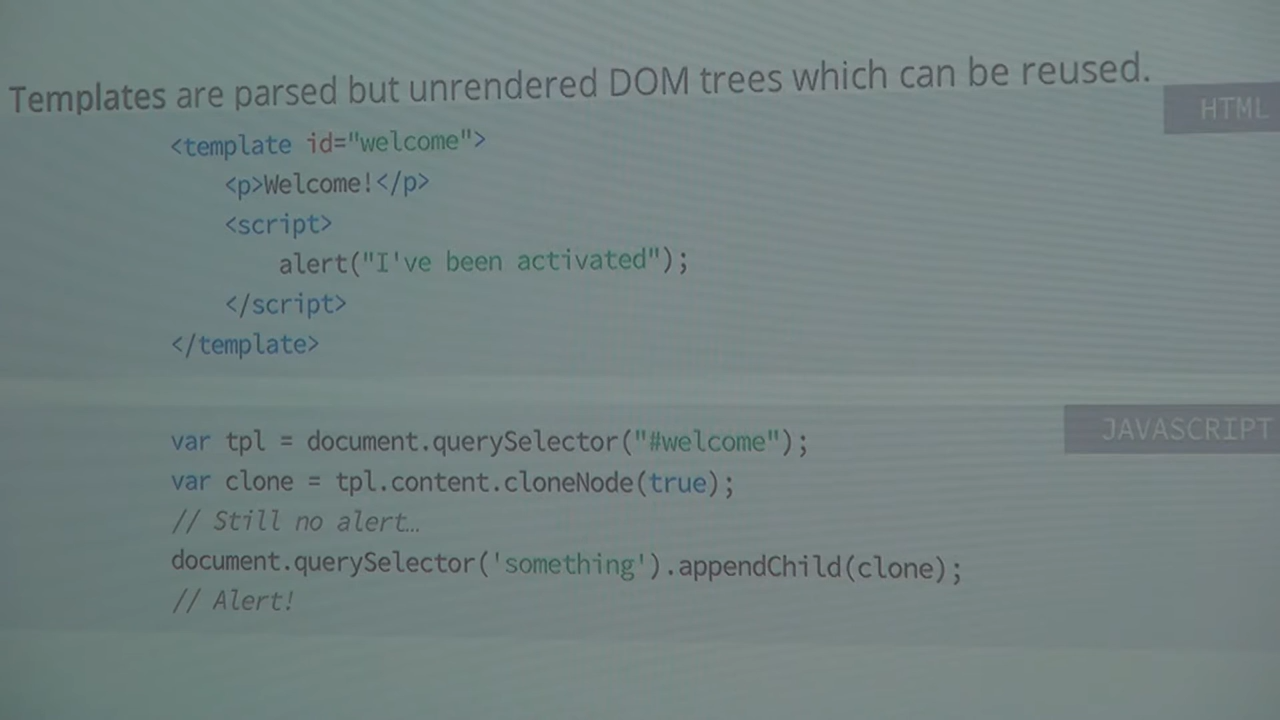 Templates are parsed but unrendered DOM trees which can be reused.
HTML
<template id="welcome">
<p>Welcome!</p>
<script>
alert("I've been activated");
</script>
</template>
JAVASCRIPT
var tpl = document.querySelector("#welcome");
var clone = tpl.content.cloneNode(true);
// Still no alert…
document.querySelector('something').appendChild(clone);
// Alert!